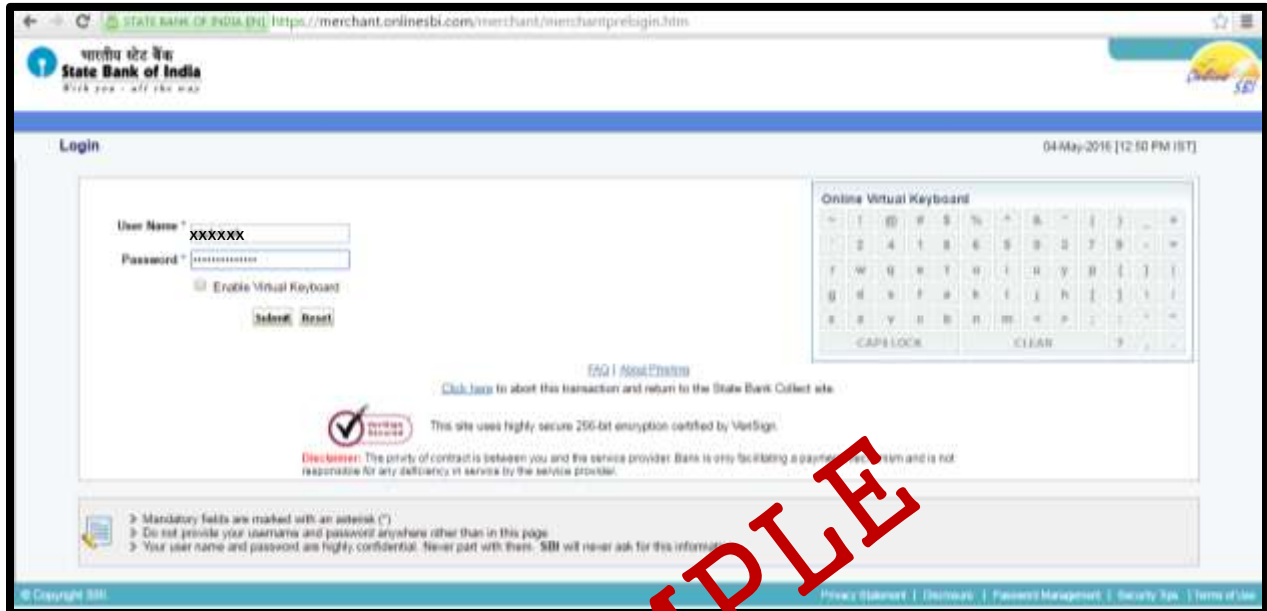 STATE BANK OF INDIA [IN] https://merchant.onlinesbi.com/merchant/merchantprelogin.htm
भारतीय स्टेट बैंक
State Bank of India
With you - all the way
Online SBI
Login
04-May-2016 [12:50 PM IST]
Online Virtual Keyboard
User Name *
XXXXXX
Password *
Enable Virtual Keyboard
Submit Reset
CAPS LOCK CLEAR
FAQ | About Phishing
Click here to abort this transaction and return to the State Bank Collect site.
This site uses highly secure 256-bit encryption certified by VeriSign.
Disclaimer: The privity of contract is between you and the service provider. Bank is only facilitating a and is not
responsible for any deficiency in service by the service provider.
> Mandatory fields are marked with an asterisk (*)
> Do not provide your username and password anywhere other than in this page
> Your user name and password are highly confidential. Never part with them. SBI will never ask for this
© Copyright SBI
Privacy Statement | Disclosure | Password Management | Security Tips | Terms of Use